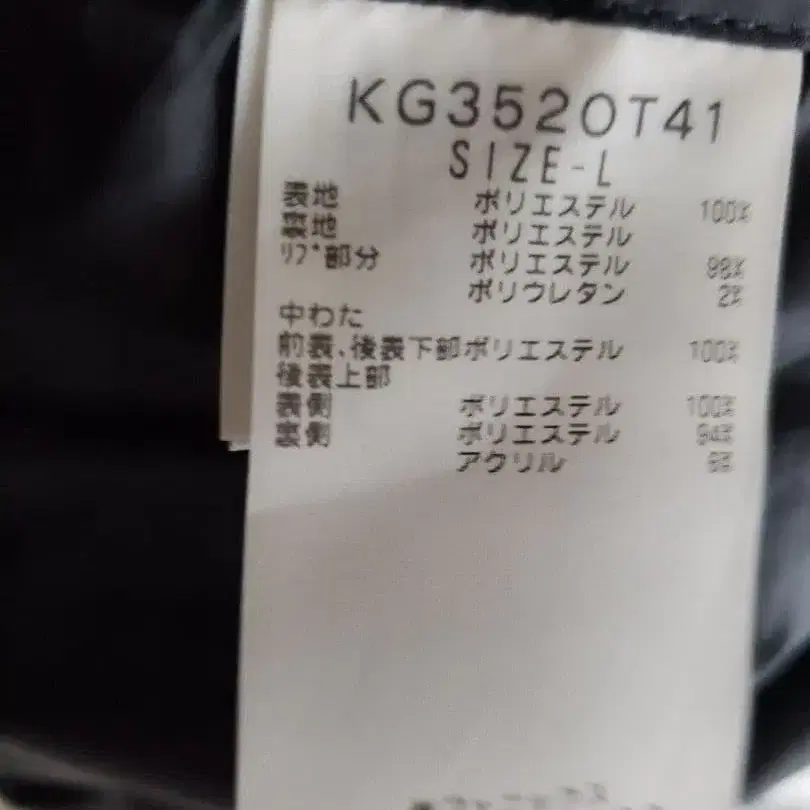 KG3520T41
SIZE-L
表地 ポリエステル 100%
裏地 ポリエステル
ﾘﾌﾞ部分 ポリエステル 98%
ポリウレタン 2%
中わた
前表、後表下部ポリエステル 100%
後表上部
表側 ポリエステル 100%
裏側 ポリエステル 94%
アクリル 6%